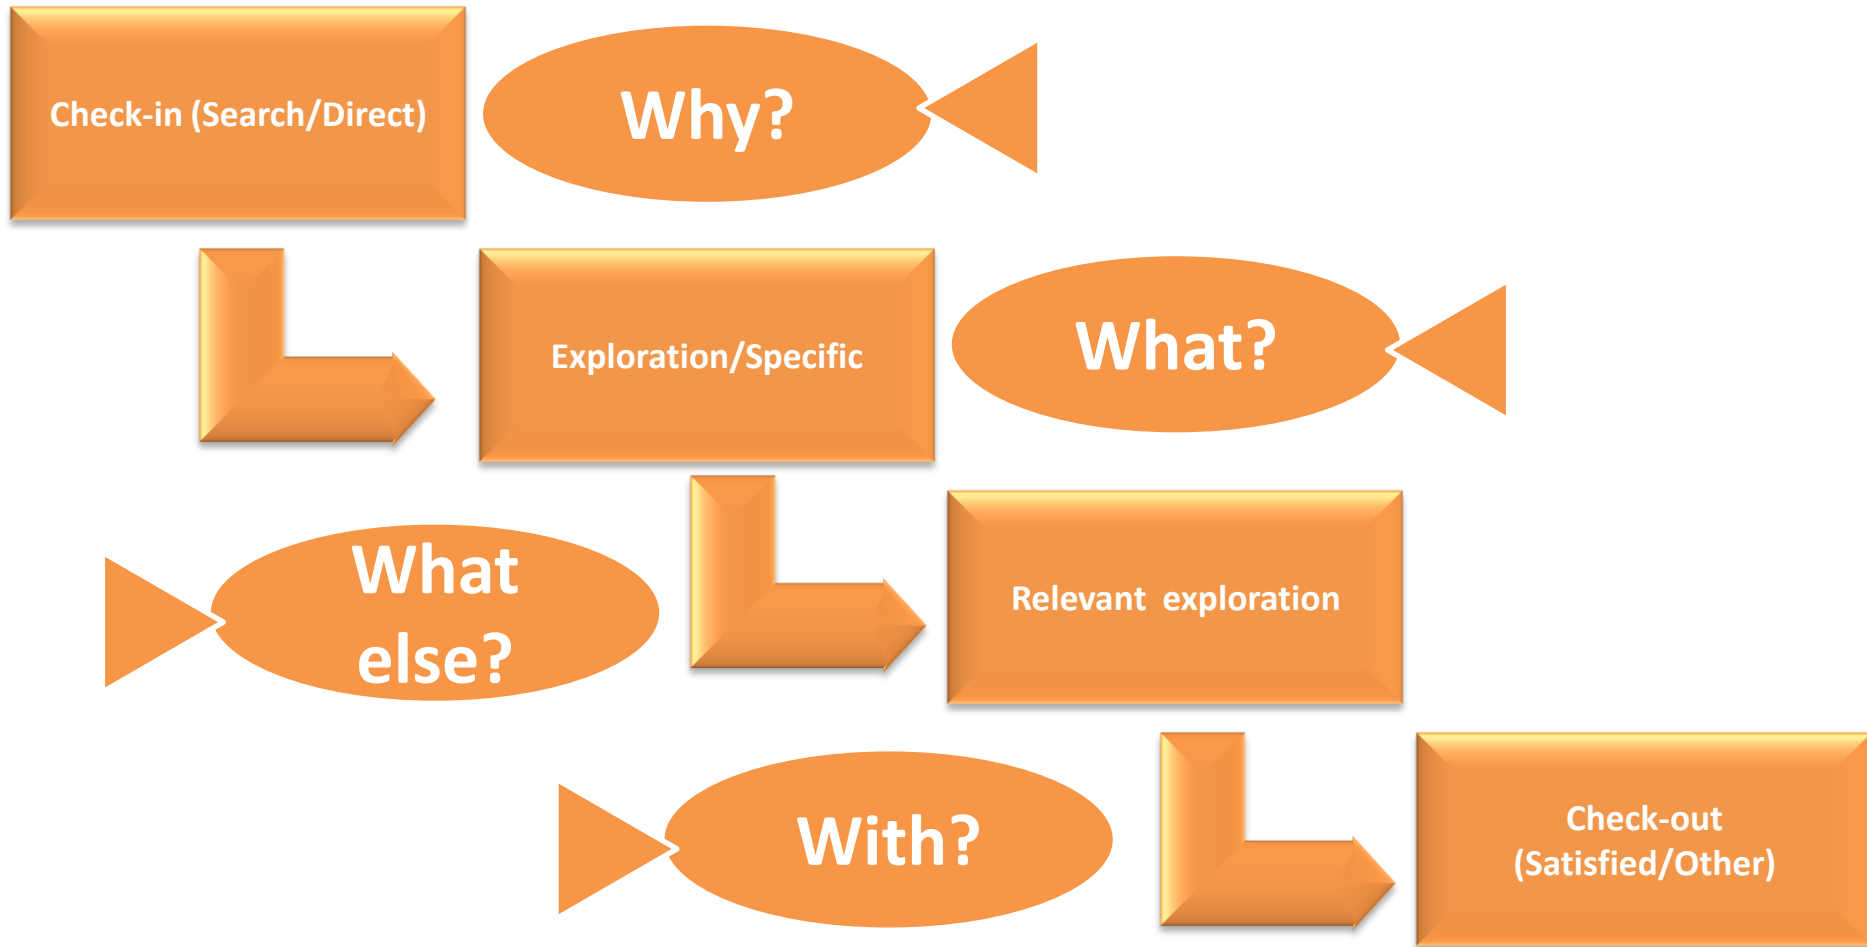 Check-in (Search/Direct)
Why?
Exploration/Specific
What?
What
else?
Relevant exploration
With?
Check-out
(Satisfied/Other)